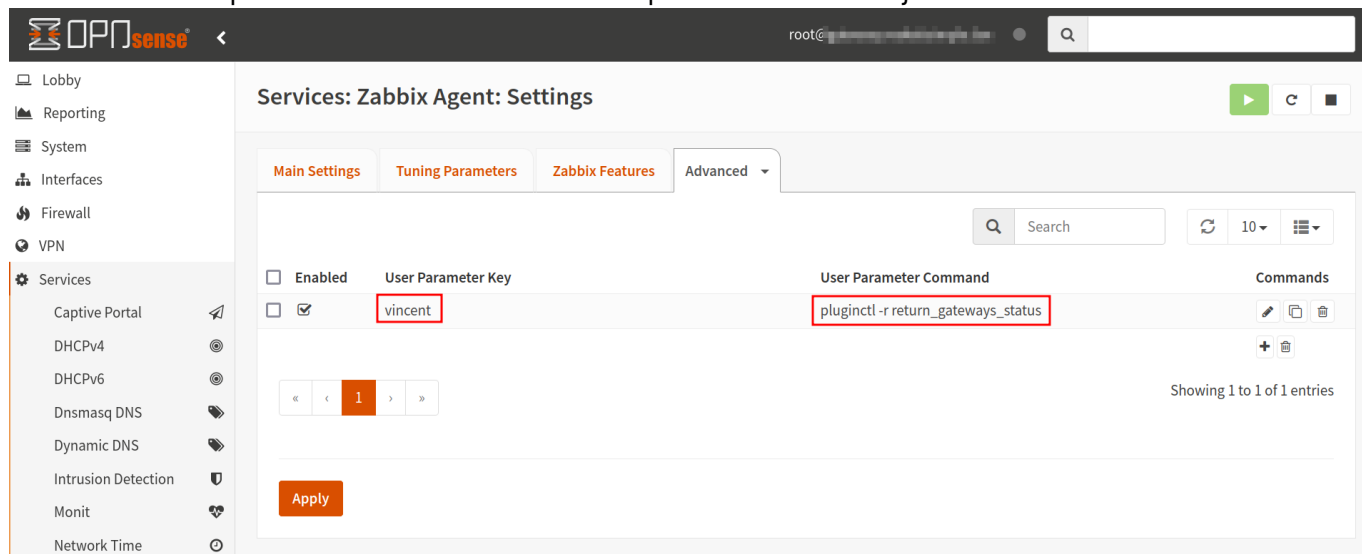 OPNsense
root@
Lobby
Reporting
System
Interfaces
Firewall
VPN
Services
Captive Portal
DHCPv4
DHCPv6
Dnsmasq DNS
Dynamic DNS
Intrusion Detection
Monit
Network Time
Services: Zabbix Agent: Settings
Main Settings Tuning Parameters Zabbix Features Advanced
Search 10
Enabled User Parameter Key User Parameter Command Commands
vincent pluginctl -r return_gateways_status
« ‹ 1 › » Showing 1 to 1 of 1 entries
Apply